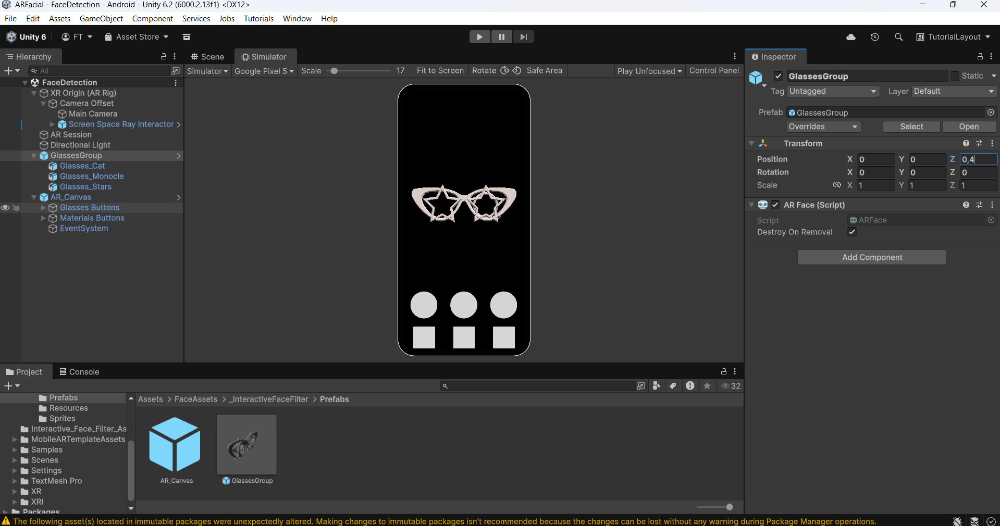 ARFacial - FaceDetection - Android - Unity 6.2 (6000.2.13f1) <DX12>
File Edit Assets GameObject Component Services Jobs Tutorials Window Help
Unity 6 FT Asset Store TutorialLayout
Hierarchy
All
FaceDetection
XR Origin (AR Rig)
Camera Offset
Main Camera
Screen Space Ray Interactor
AR Session
Directional Light
GlassesGroup
Glasses_Cat
Glasses_Monocle
Glasses_Stars
AR_Canvas
Glasses Buttons
Materials Buttons
EventSystem
Scene Simulator
Simulator Google Pixel 5 Scale 17 Fit to Screen Rotate Safe Area Play Unfocused Control Panel
Inspector
GlassesGroup Static
Tag Untagged Layer Default
Prefab GlassesGroup
Overrides Select Open
Transform
Position X 0 Y 0 Z 0,4
Rotation X 0 Y 0 Z 0
Scale X 1 Y 1 Z 1
AR Face (Script)
Script ARFace
Destroy On Removal
Add Component
Project Console
32
Prefabs
Resources
Sprites
Interactive_Face_Filter_As
MobileARTemplateAssets
Samples
Scenes
Settings
TextMesh Pro
XR
XRI
Packages
Assets > FaceAssets > _InteractiveFaceFilter > Prefabs
AR_Canvas GlassesGroup
The following asset(s) located in immutable packages were unexpectedly altered. Making changes to immutable packages isn't recommended because the changes can be lost without any warning during Package Manager operations.